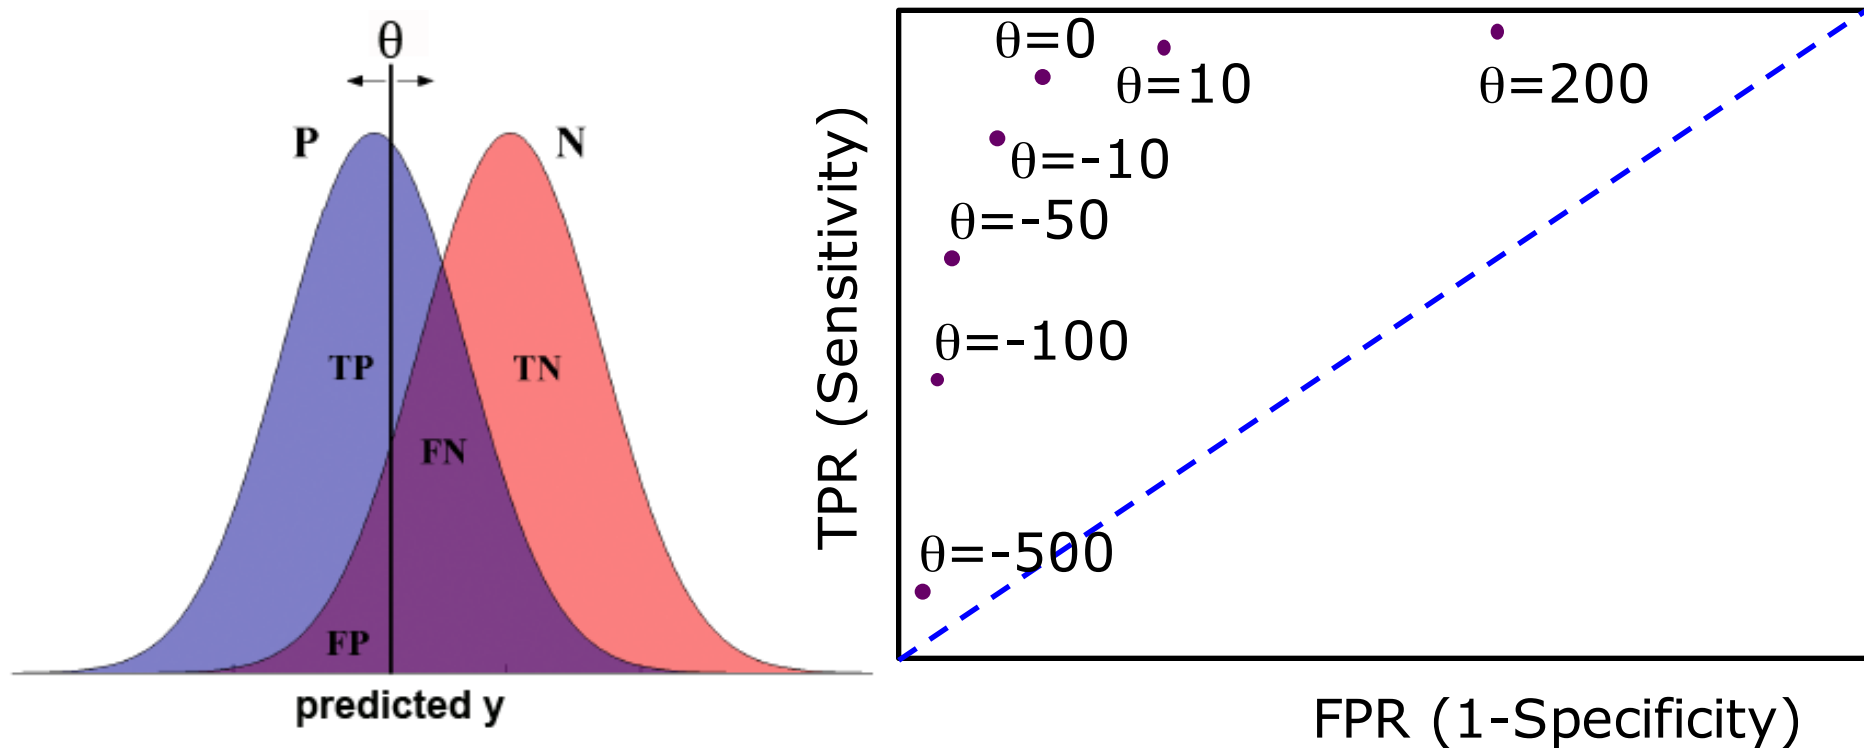 θ
P
N
TP
TN
FN
FP
predicted y
TPR (Sensitivity)
θ=0
θ=10
θ=200
θ=-10
θ=-50
θ=-100
θ=-500
FPR (1-Specificity)